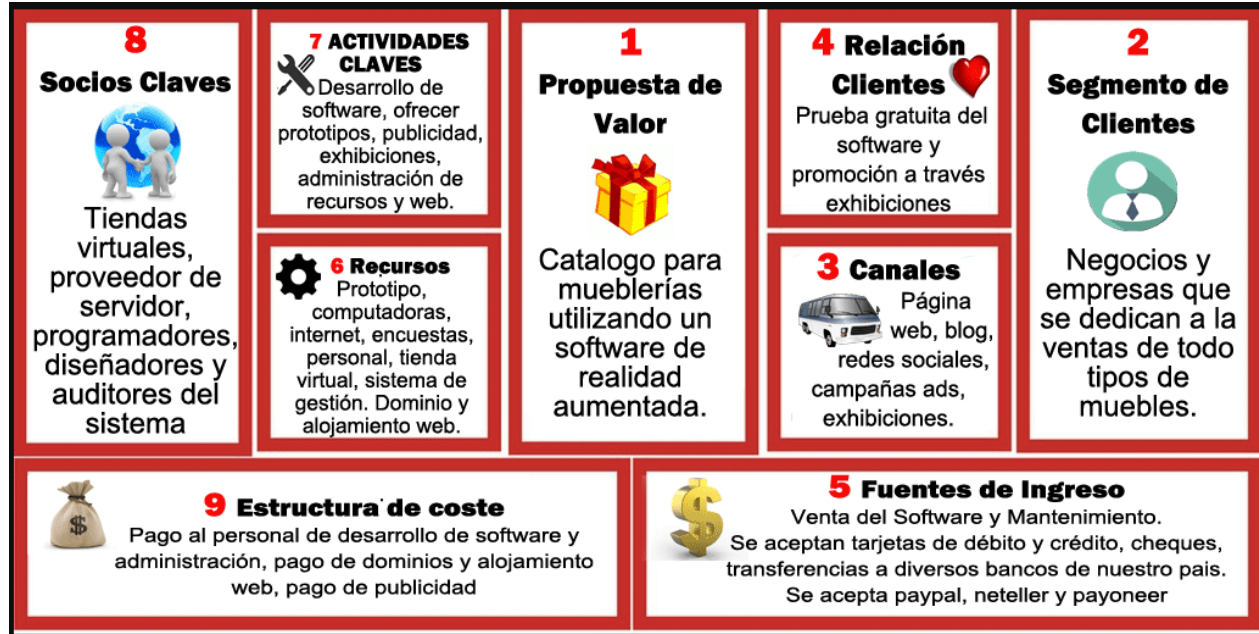 8
Socios Claves
Tiendas
virtuales,
proveedor de
servidor,
programadores,
diseñadores y
auditores del
sistema
7 ACTIVIDADES
CLAVES
Desarrollo de
software, ofrecer
prototipos, publicidad,
exhibiciones,
administración de
recursos y web.
6 Recursos
Prototipo,
computadoras,
internet, encuestas,
personal, tienda
virtual, sistema de
gestión. Dominio y
alojamiento web.
1
Propuesta de
Valor
Catalogo para
mueblerías
utilizando un
software de
realidad
aumentada.
4 Relación
Clientes
Prueba gratuita del
software y
promoción a través
exhibiciones
3 Canales
Página
web, blog,
redes sociales,
campañas ads,
exhibiciones.
2
Segmento de
Clientes
Negocios y
empresas que
se dedican a la
ventas de todo
tipos de
muebles.
9 Estructura de coste
Pago al personal de desarrollo de software y
administración, pago de dominios y alojamiento
web, pago de publicidad
5 Fuentes de Ingreso
Venta del Software y Mantenimiento.
Se aceptan tarjetas de débito y crédito, cheques,
transferencias a diversos bancos de nuestro pais.
Se acepta paypal, neteller y payoneer
$
$